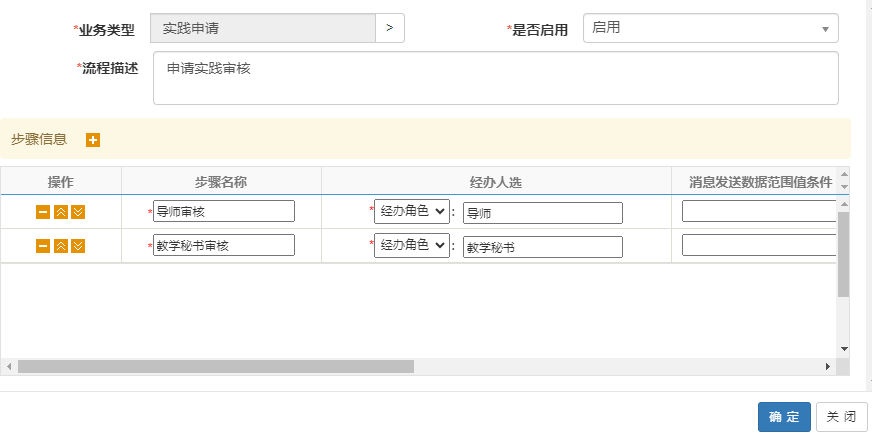 *业务类型 实践申请 > *是否启用 启用
*流程描述 申请实践审核
步骤信息
操作 步骤名称 经办人选 消息发送数据范围值条件
*导师审核 *经办角色 : 导师
*教学秘书审核 *经办角色 : 教学秘书
确 定 关 闭